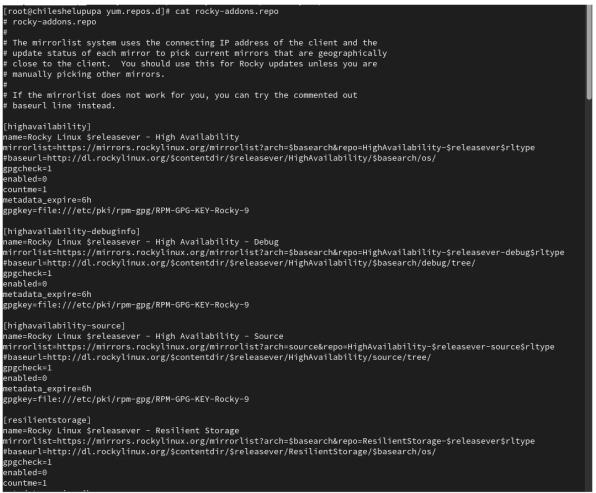 [root@chileshelupupa yum.repos.d]# cat rocky-addons.repo
# rocky-addons.repo
#
# The mirrorlist system uses the connecting IP address of the client and the
# update status of each mirror to pick current mirrors that are geographically
# close to the client.  You should use this for Rocky updates unless you are
# manually picking other mirrors.
#
# If the mirrorlist does not work for you, you can try the commented out
# baseurl line instead.

[highavailability]
name=Rocky Linux $releasever - High Availability
mirrorlist=https://mirrors.rockylinux.org/mirrorlist?arch=$basearch&repo=HighAvailability-$releasever$rltype
#baseurl=http://dl.rockylinux.org/$contentdir/$releasever/HighAvailability/$basearch/os/
gpgcheck=1
enabled=0
countme=1
metadata_expire=6h
gpgkey=file:///etc/pki/rpm-gpg/RPM-GPG-KEY-Rocky-9

[highavailability-debuginfo]
name=Rocky Linux $releasever - High Availability - Debug
mirrorlist=https://mirrors.rockylinux.org/mirrorlist?arch=$basearch&repo=HighAvailability-$releasever-debug$rltype
#baseurl=http://dl.rockylinux.org/$contentdir/$releasever/HighAvailability/$basearch/debug/tree/
gpgcheck=1
enabled=0
metadata_expire=6h
gpgkey=file:///etc/pki/rpm-gpg/RPM-GPG-KEY-Rocky-9

[highavailability-source]
name=Rocky Linux $releasever - High Availability - Source
mirrorlist=https://mirrors.rockylinux.org/mirrorlist?arch=source&repo=HighAvailability-$releasever-source$rltype
#baseurl=http://dl.rockylinux.org/$contentdir/$releasever/HighAvailability/source/tree/
gpgcheck=1
enabled=0
metadata_expire=6h
gpgkey=file:///etc/pki/rpm-gpg/RPM-GPG-KEY-Rocky-9

[resilientstorage]
name=Rocky Linux $releasever - Resilient Storage
mirrorlist=https://mirrors.rockylinux.org/mirrorlist?arch=$basearch&repo=ResilientStorage-$releasever$rltype
#baseurl=http://dl.rockylinux.org/$contentdir/$releasever/ResilientStorage/$basearch/os/
gpgcheck=1
enabled=0
countme=1